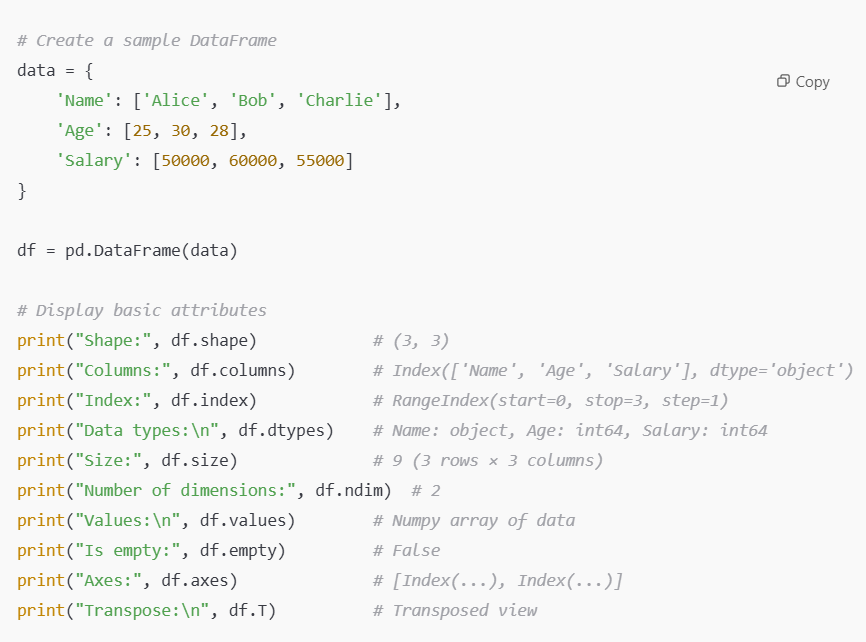 # Create a sample DataFrame
data = {
Copy
    'Name': ['Alice', 'Bob', 'Charlie'],
    'Age': [25, 30, 28],
    'Salary': [50000, 60000, 55000]
}
df = pd.DataFrame(data)
# Display basic attributes
print("Shape:", df.shape)            # (3, 3)
print("Columns:", df.columns)        # Index(['Name', 'Age', 'Salary'], dtype='object')
print("Index:", df.index)            # RangeIndex(start=0, stop=3, step=1)
print("Data types:\n", df.dtypes)    # Name: object, Age: int64, Salary: int64
print("Size:", df.size)              # 9 (3 rows × 3 columns)
print("Number of dimensions:", df.ndim)  # 2
print("Values:\n", df.values)        # Numpy array of data
print("Is empty:", df.empty)         # False
print("Axes:", df.axes)              # [Index(...), Index(...)]
print("Transpose:\n", df.T)          # Transposed view